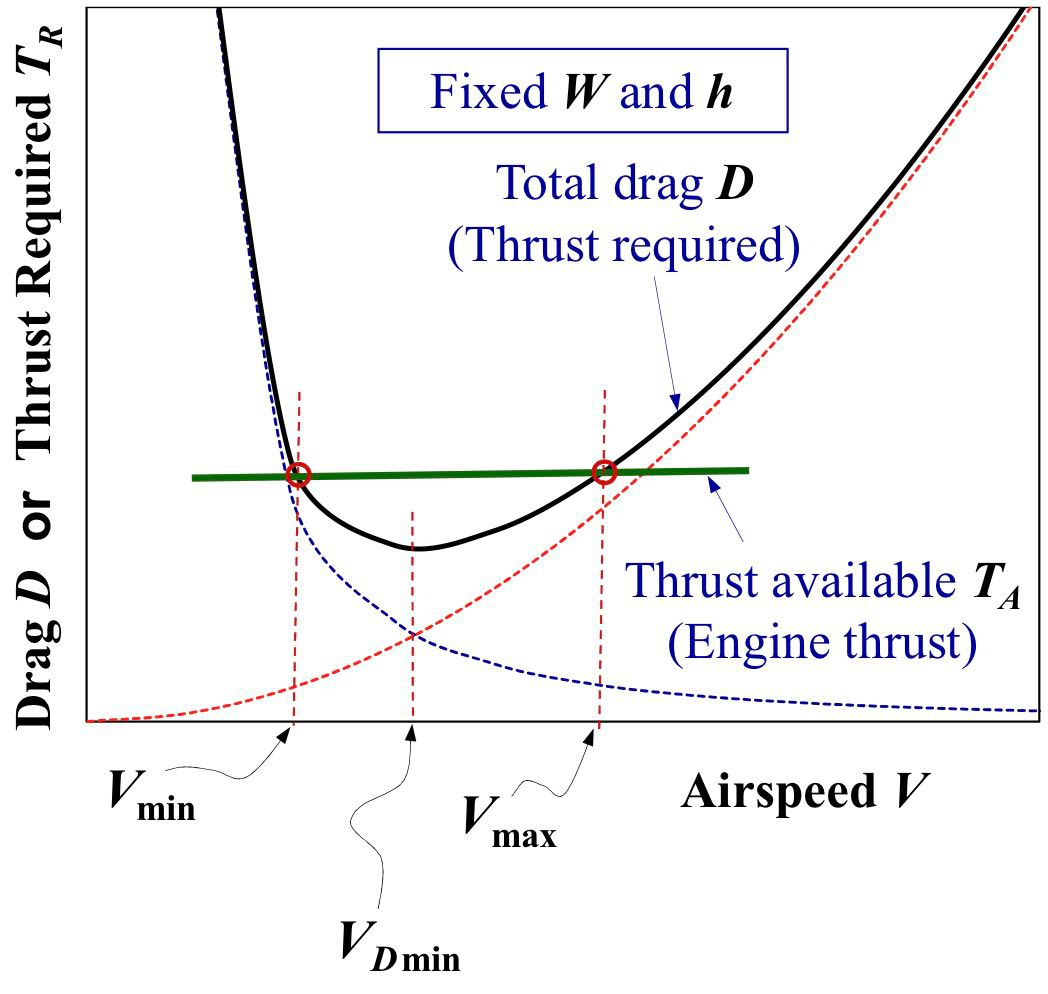 Drag D or Thrust Required T_R
Fixed W and h
Total drag D
(Thrust required)
Thrust available T_A
(Engine thrust)
V_min
V_max
Airspeed V
V_D min